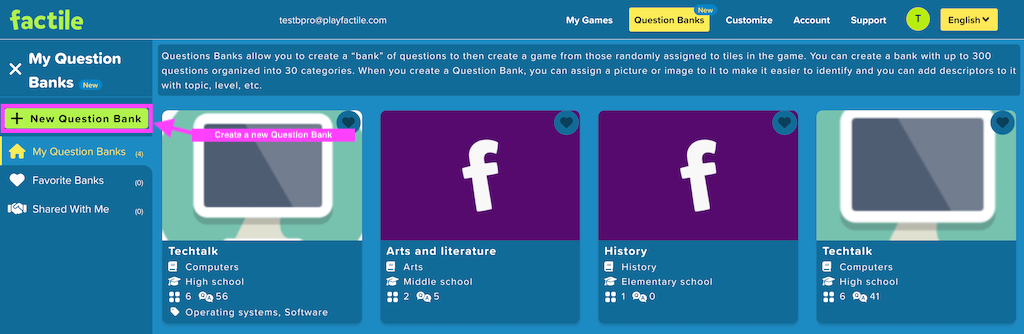 factile
testbpro@playfactile.com
My Games
Question Banks
New
Customize
Account
Support
T
English
My Question
Banks New
Questions Banks allow you to create a “bank” of questions to then create a game from those randomly assigned to tiles in the game. You can create a bank with up to 300
questions organized into 30 categories. When you create a Question Bank, you can assign a picture or image to it to make it easier to identify and you can add descriptors to it
with topic, level, etc.
+ New Question Bank
Create a new Question Bank
My Question Banks (4)
Favorite Banks (0)
Shared With Me (0)
Techtalk
Computers
High school
6 56
Operating systems, Software
f
Arts and literature
Arts
Middle school
2 5
f
History
History
Elementary school
1 0
Techtalk
Computers
High school
6 41